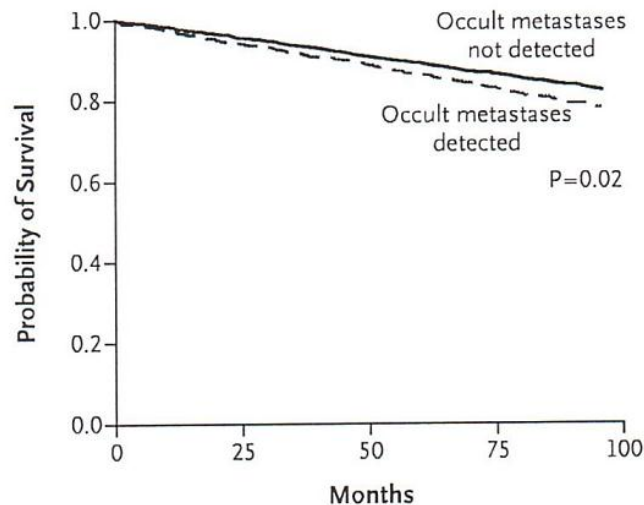 1.0
0.8
0.6
0.4
0.2
0.0
Probability of Survival
Occult metastases
not detected
Occult metastases
detected
P=0.02
0
25
50
75
100
Months